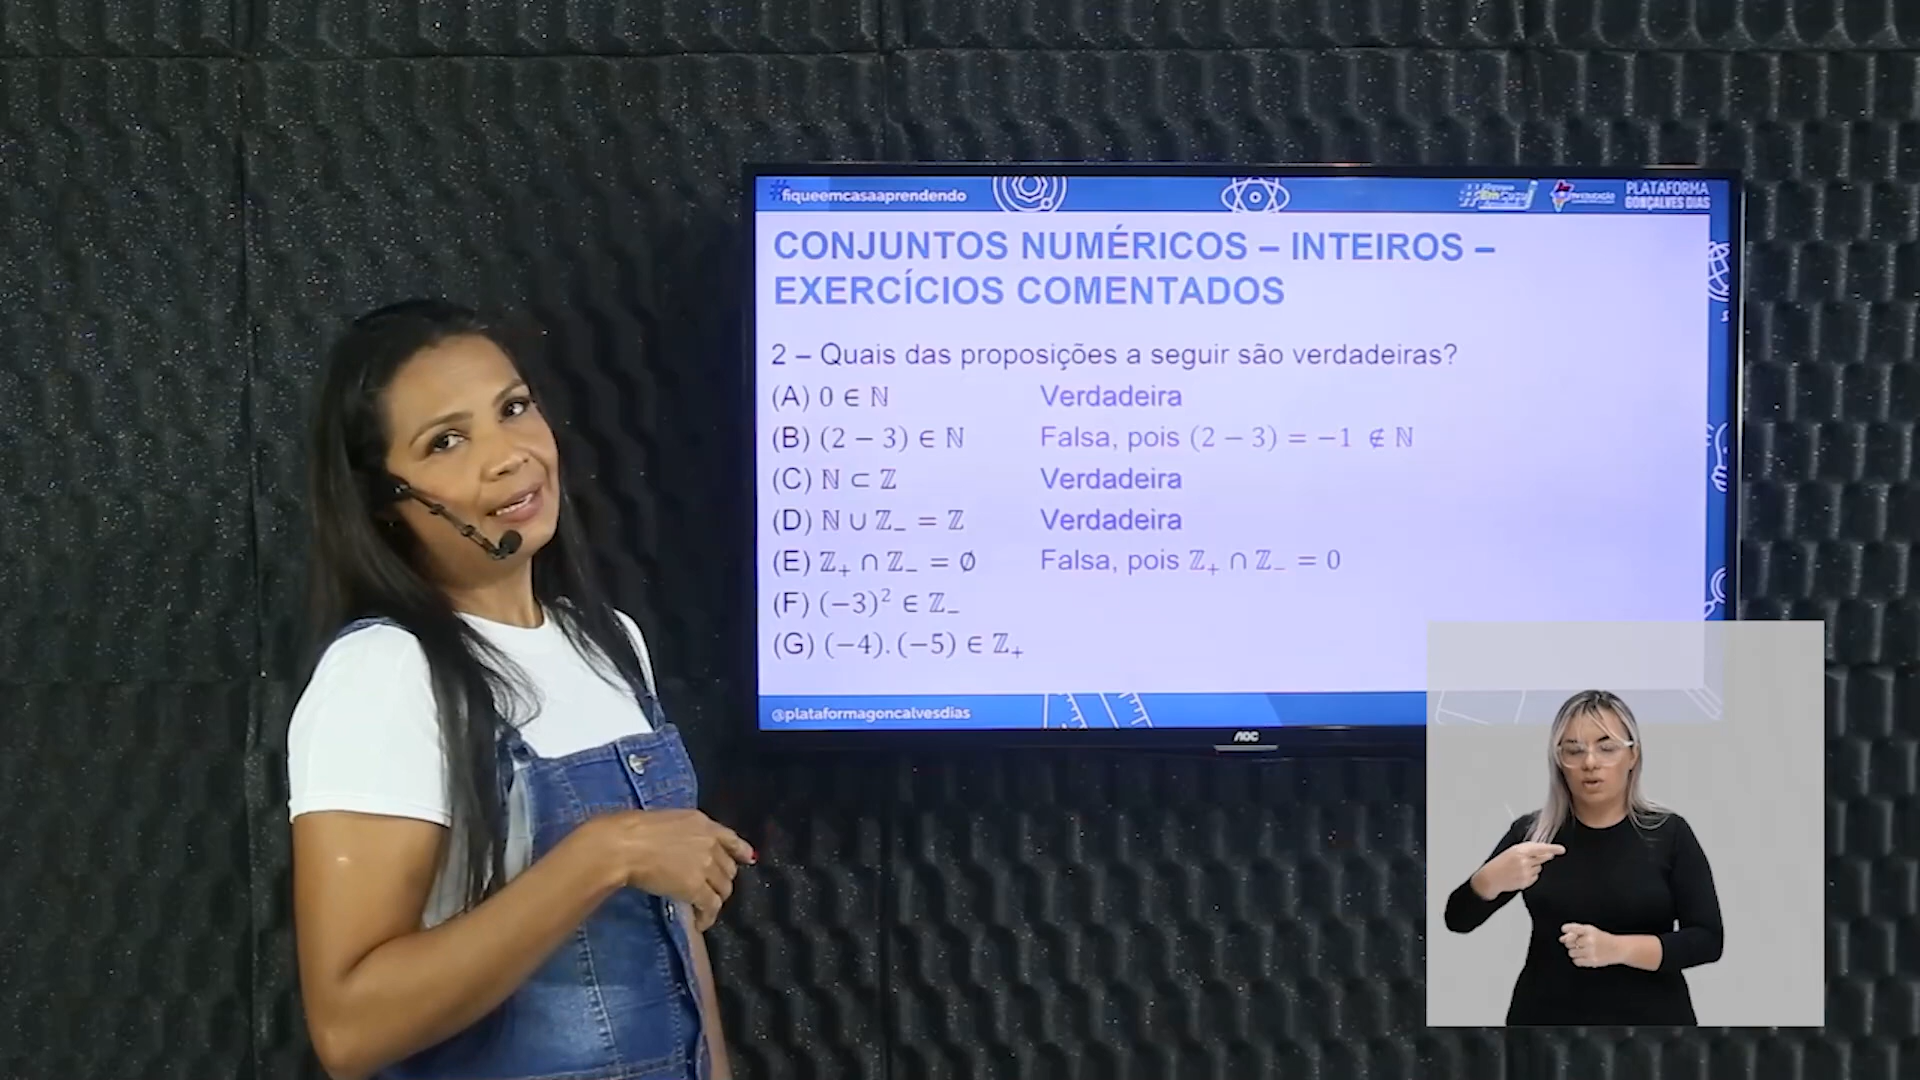 #fiqueemcasaaprendendo
PLATAFORMA
GONÇALVES DIAS
CONJUNTOS NUMÉRICOS – INTEIROS –
EXERCÍCIOS COMENTADOS
2 – Quais das proposições a seguir são verdadeiras?
(A) 0 ∈ ℕ Verdadeira
(B) (2 – 3) ∈ ℕ Falsa, pois (2 – 3) = –1 ∉ ℕ
(C) ℕ ⊂ ℤ Verdadeira
(D) ℕ ∪ ℤ₋ = ℤ Verdadeira
(E) ℤ₊ ∩ ℤ₋ = ∅ Falsa, pois ℤ₊ ∩ ℤ₋ = 0
(F) (–3)² ∈ ℤ₋
(G) (–4).(–5) ∈ ℤ₊
@plataformagoncalvesdias
AOC